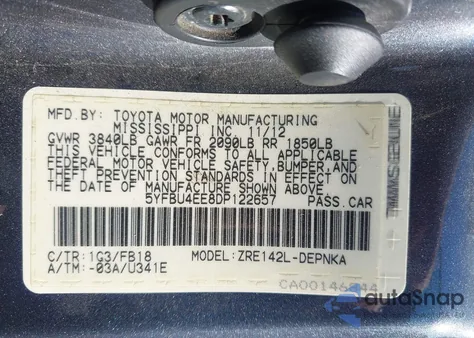 MFD.BY: TOYOTA MOTOR MANUFACTURING
MISSISSIPPI INC. 11/12
GVWR 3840LB GAWR FR 2090LB RR 1850LB
THIS VEHICLE CONFORMS TO ALL APPLICABLE
FEDERAL MOTOR VEHICLE SAFETY,BUMPER,AND
THEFT PREVENTION STANDARDS IN EFFECT ON
THE DATE OF MANUFACTURE SHOWN ABOVE.
5YFBU4EE8DP122657 PASS.CAR
C/TR:1G3/FB18 MODEL:ZRE142L-DEPNKA
A/TM:-03A/U341E
autaSnap